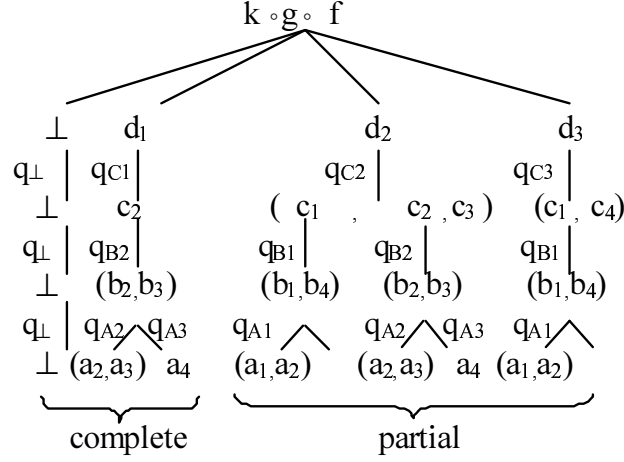 k ∘g∘ f
⊥ d₁ d₂ d₃
q⊥ qC1 qC2 qC3
⊥ c₂ ( c₁ , c₂ ,c₃ ) (c₁ , c₄)
q⊥ qB2 qB1 qB2 qB1
⊥ (b₂,b₃) (b₁,b₄) (b₂,b₃) (b₁,b₄)
q⊥ qA2 qA3 qA1 qA2 qA3 qA1
⊥ (a₂,a₃) a₄ (a₁,a₂) (a₂,a₃) a₄ (a₁,a₂)
complete partial